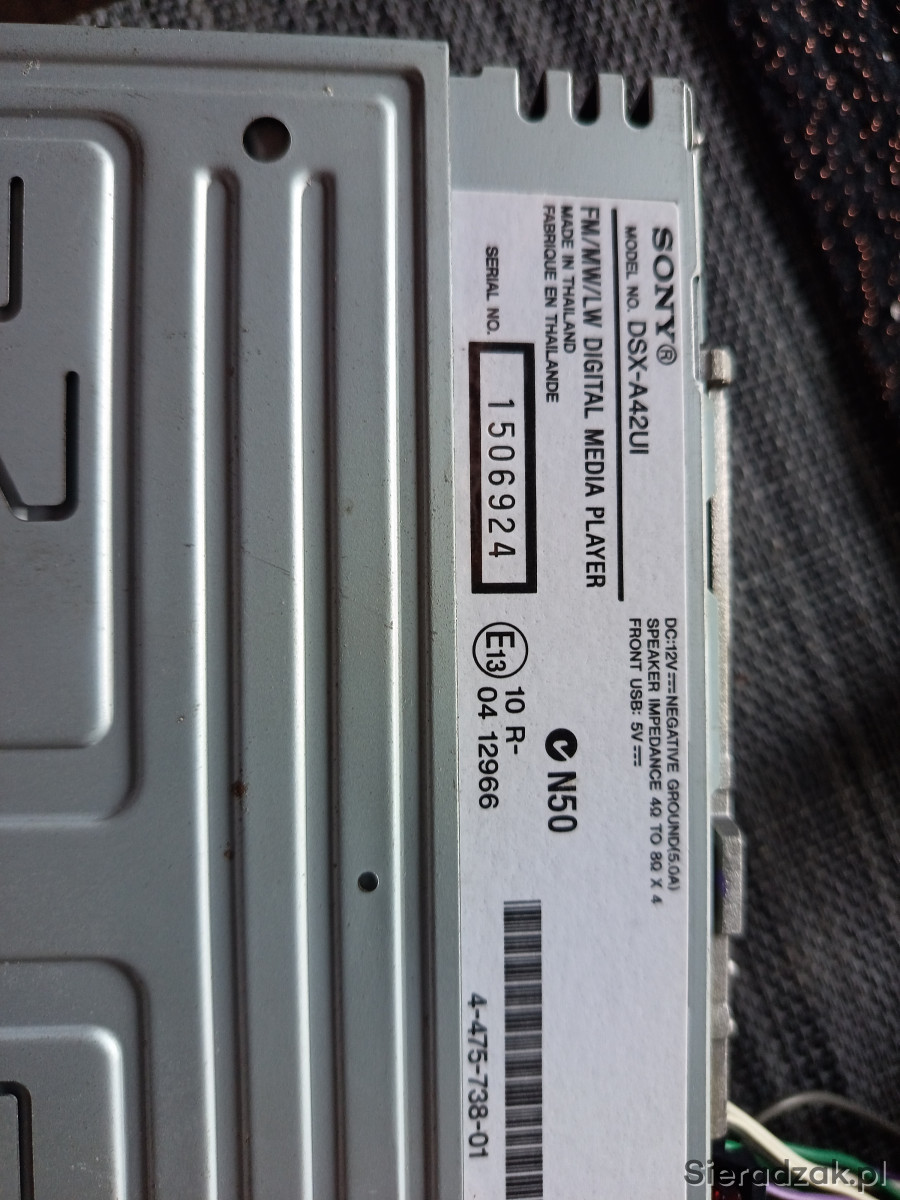 SONY®
MODEL NO. DSX-A42UI
FM/MW/LW DIGITAL MEDIA PLAYER
MADE IN THAILAND
FABRIQUE EN THAILANDE
SERIAL NO. 1506924
DC:12V⎓NEGATIVE GROUND(5.0A)
SPEAKER IMPEDANCE 4Ω TO 8Ω X 4
FRONT USB: 5V⎓
N50
E13 10 R-
04 12966
4-475-738-01
Sieradzak.pl